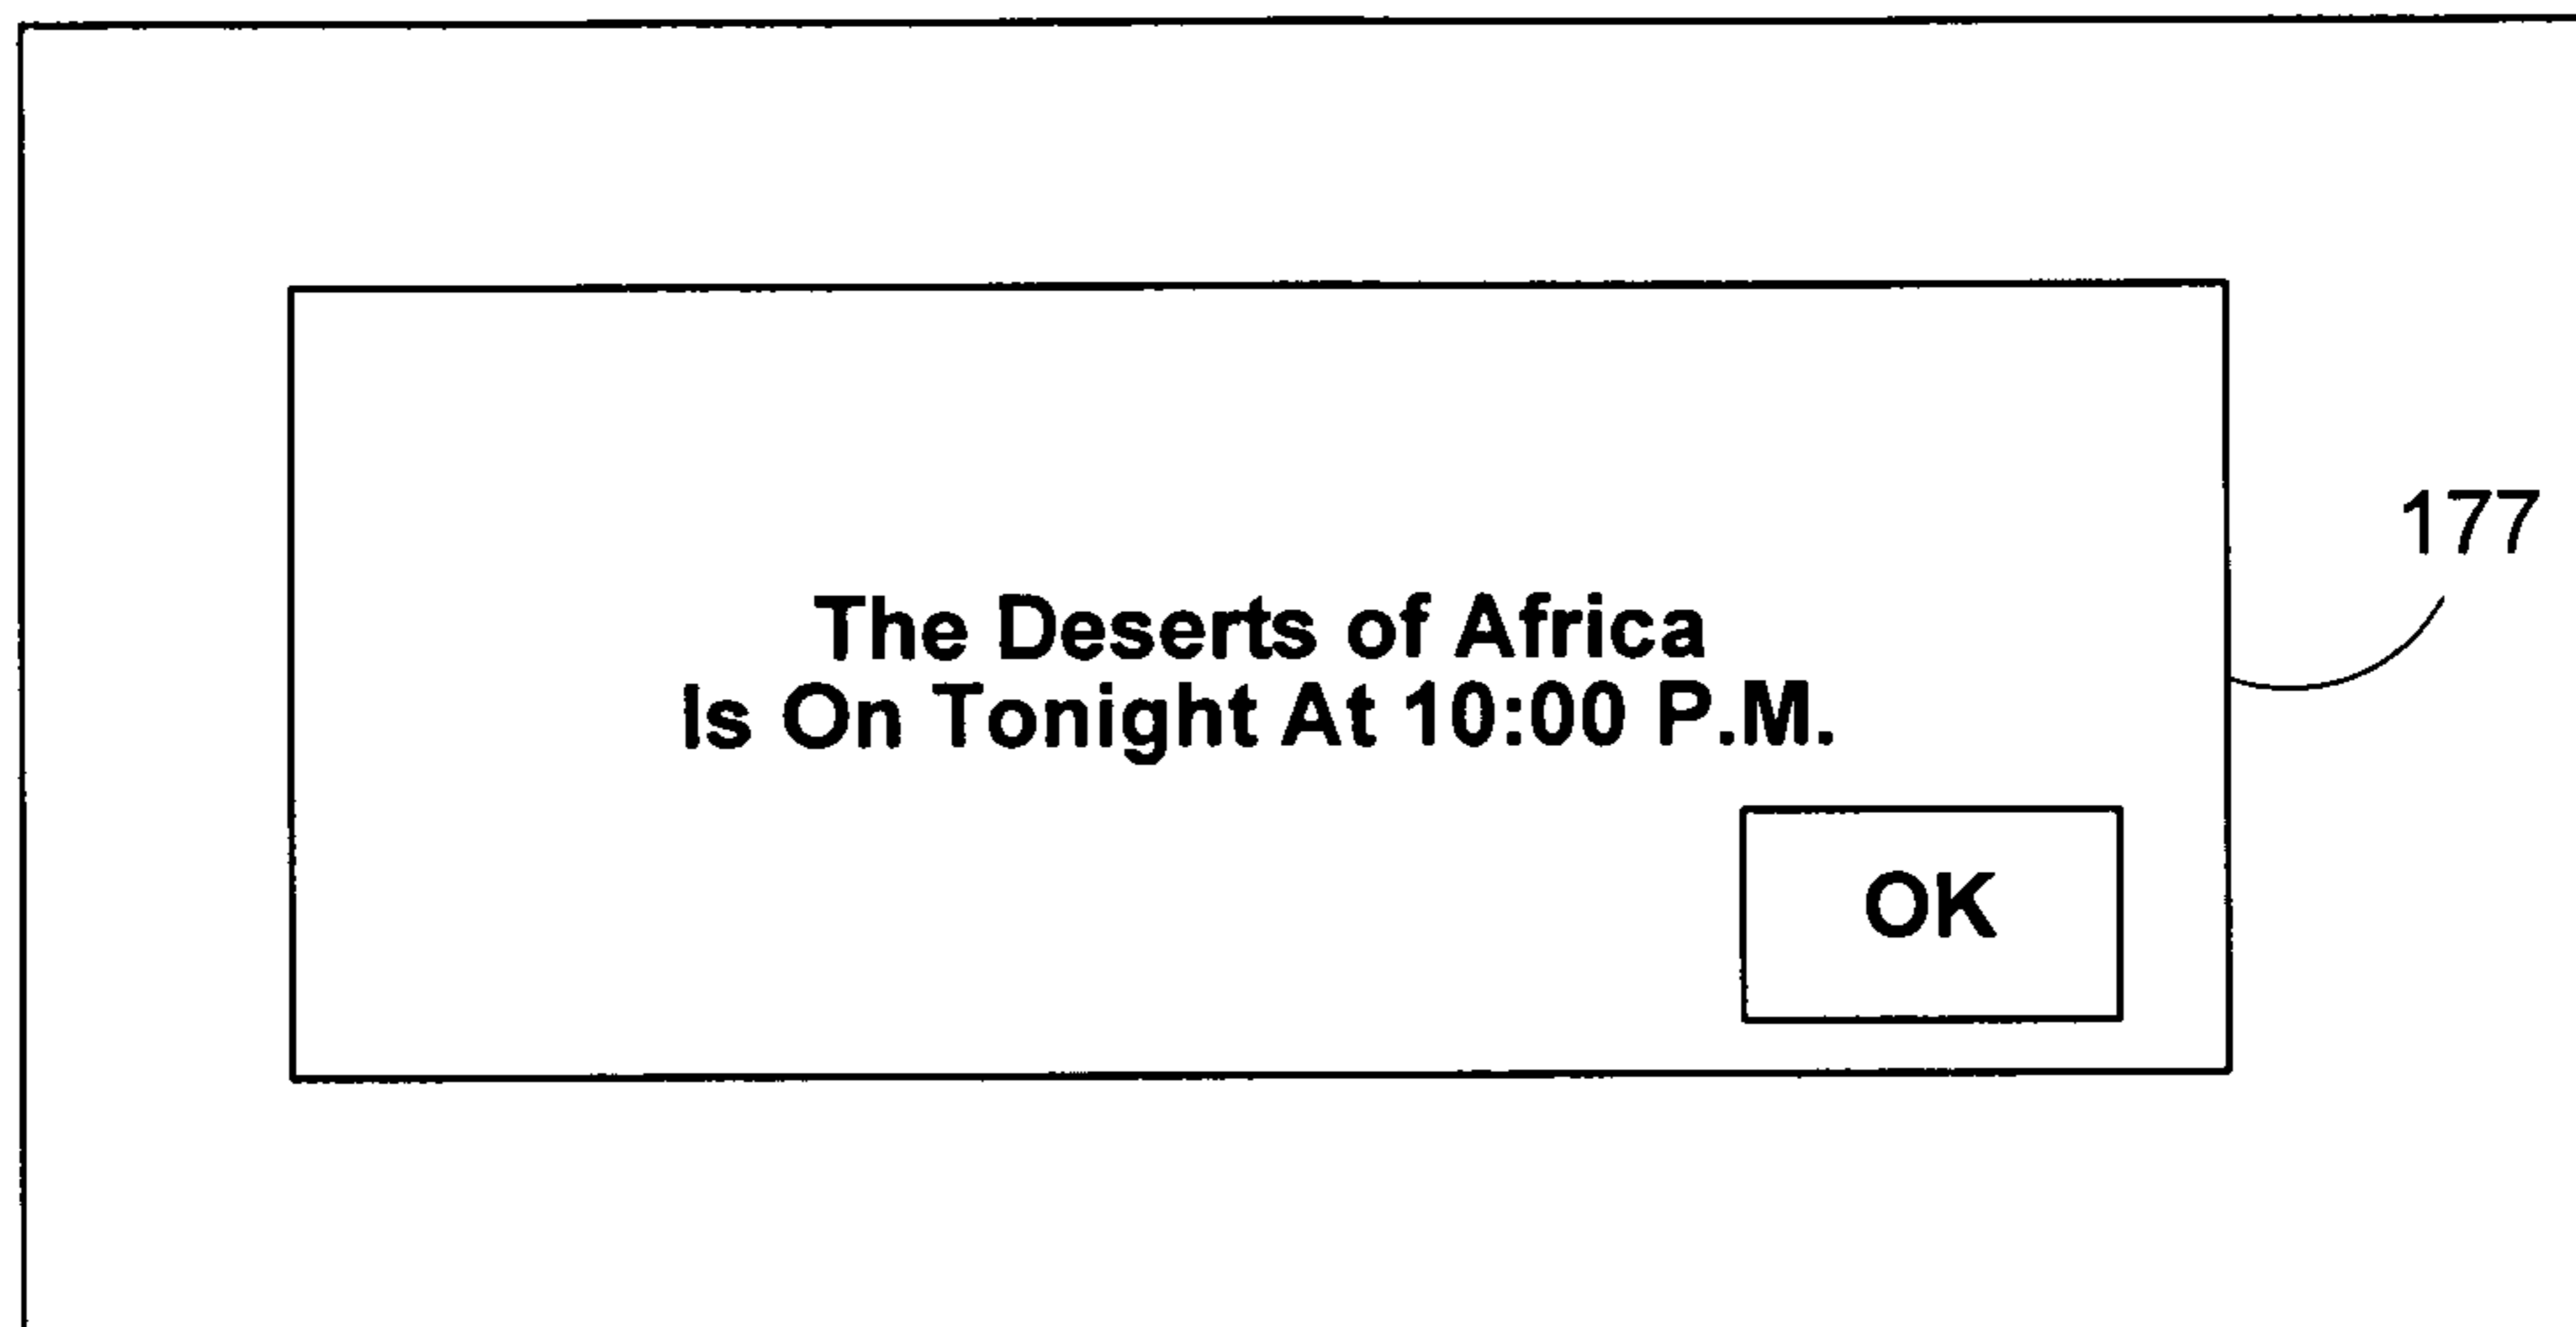 177
The Deserts of Africa
Is On Tonight At 10:00 P.M.
OK